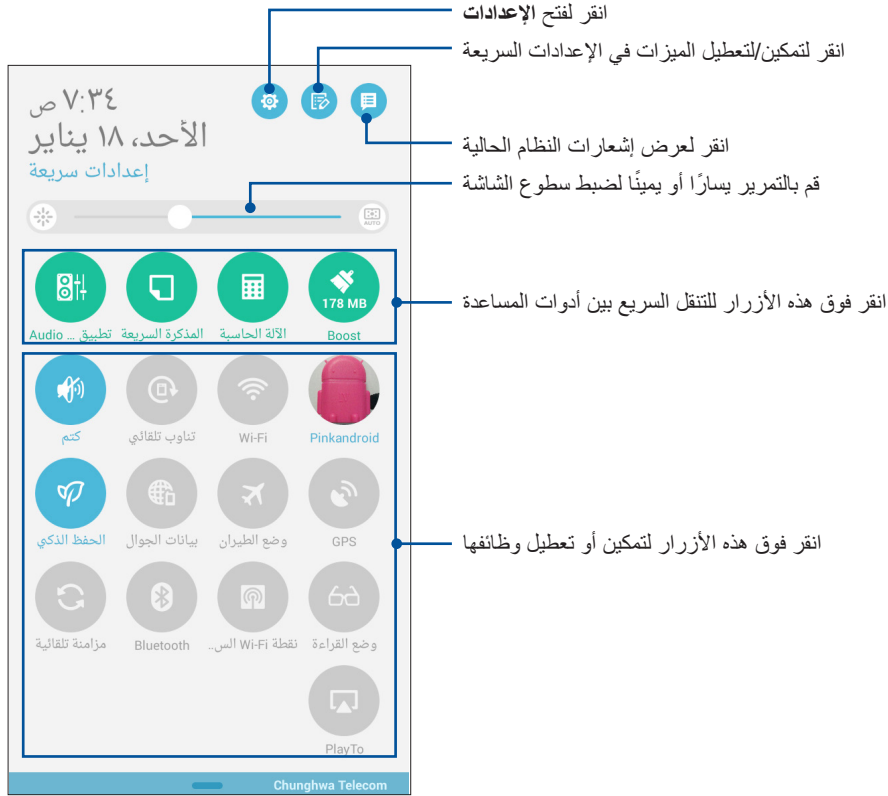 انقر لفتح الإعدادات
انقر لتمكين/لتعطيل الميزات في الإعدادات السريعة
٧:٣٤ ص
الأحد، ١٨ يناير
إعدادات سريعة
انقر لعرض إشعارات النظام الحالية
قم بالتمرير يسارًا أو يمينًا لضبط سطوع الشاشة
AUTO
انقر فوق هذه الأزرار للتنقل السريع بين أدوات المساعدة
178 MB
Boost الآلة الحاسبة المذكرة السريعة تطبيق ... Audio
Pinkandroid Wi-Fi تناوب تلقائي كتم
GPS وضع الطيران بيانات الجوال الحفظ الذكي
انقر فوق هذه الأزرار لتمكين أو تعطيل وظائفها
وضع القراءة نقطة Wi-Fi الس.. Bluetooth مزامنة تلقائية
PlayTo
Chunghwa Telecom